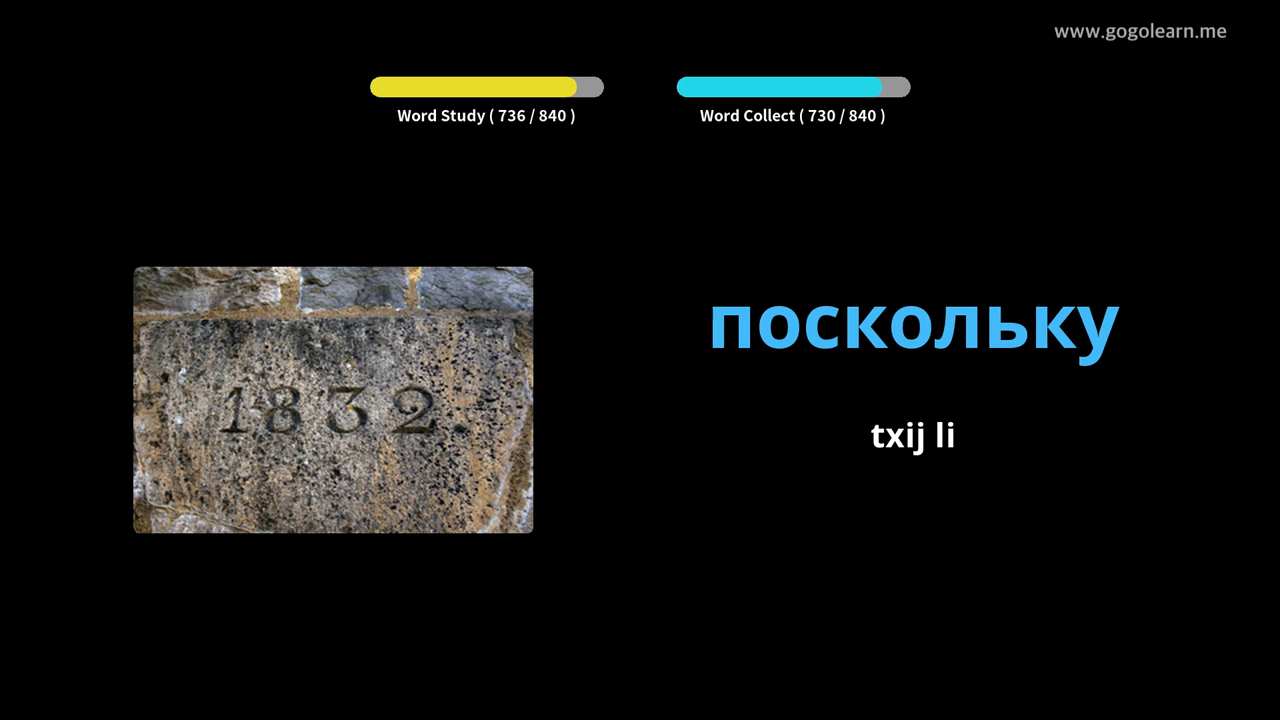 www.gogolearn.me
Word Study ( 736 / 840 )
Word Collect ( 730 / 840 )
1832.
поскольку
txij li